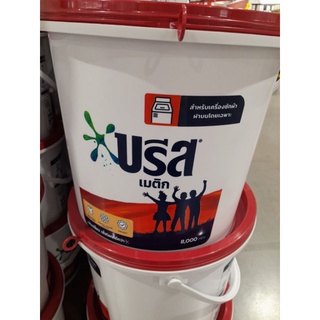 สำหรับเครื่องซักผ้า
ฝาบนโดยเฉพาะ
บรีส
เมติก
8,000